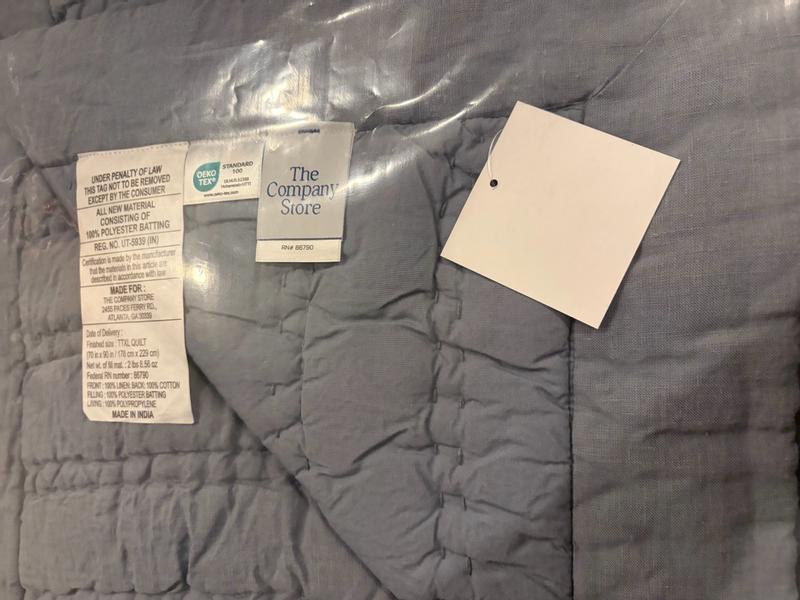 UNDER PENALTY OF LAW
THIS TAG NOT TO BE REMOVED
EXCEPT BY THE CONSUMER
ALL NEW MATERIAL
CONSISTING OF
100% POLYESTER BATTING
REG. NO. UT-5939 (IN)
Certification is made by the manufacturer
that the materials in this article are
described in accordance with law
MADE FOR :
THE COMPANY STORE
2455 PACES FERRY RD.,
ATLANTA, GA 30339
Date of Delivery :
Finished size : TTXL QUILT
(70 in x 90 in / 178 cm x 229 cm)
Net wt. of fill mat. : 2 lbs 8.56 oz
Federal RN number : 86790
FRONT : 100% LINEN; BACK: 100% COTTON
FILLING : 100% POLYESTER BATTING
LINING : 100% POLYPROPYLENE
MADE IN INDIA
OEKO
TEX®
STANDARD
100
www.oeko-tex.com
The
Company
Store
RN# 86790